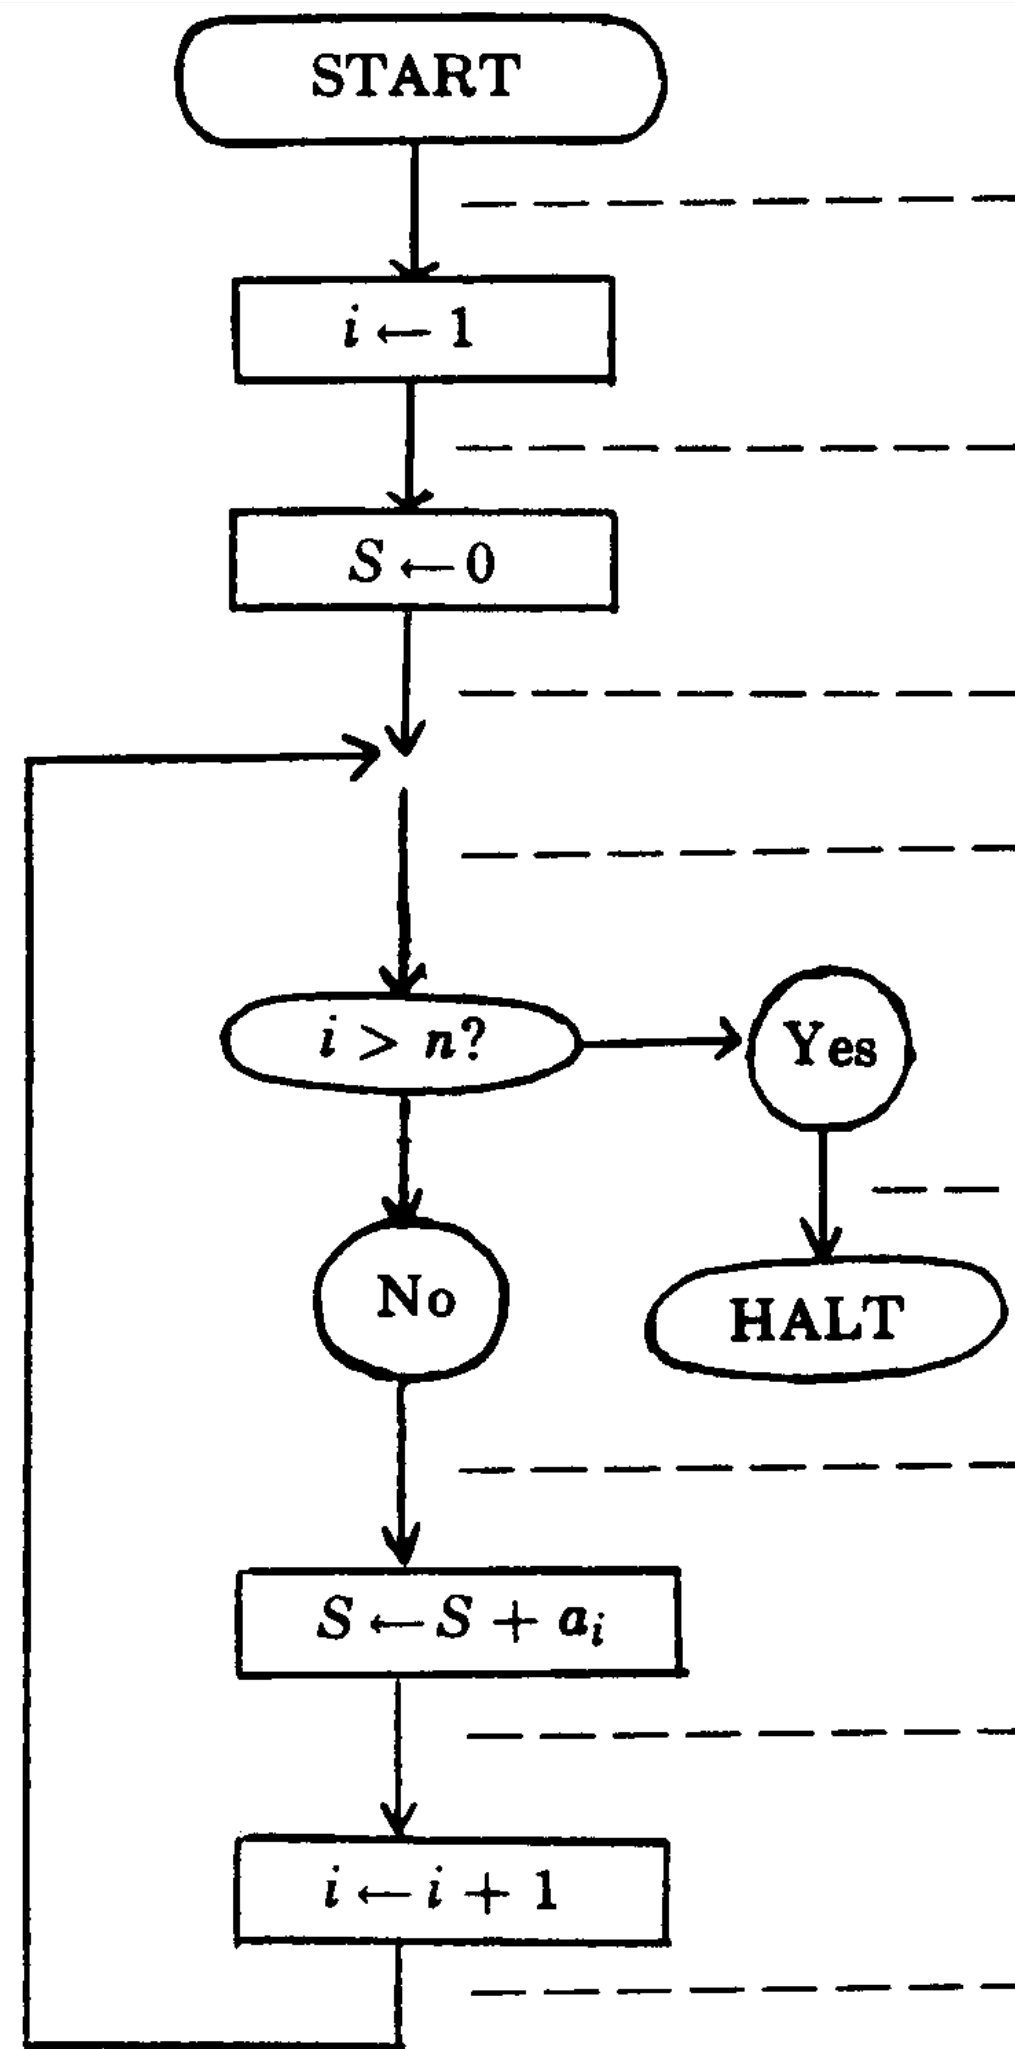 START
i ← 1
S ← 0
i > n?
Yes
No
HALT
S ← S + a_i
i ← i + 1